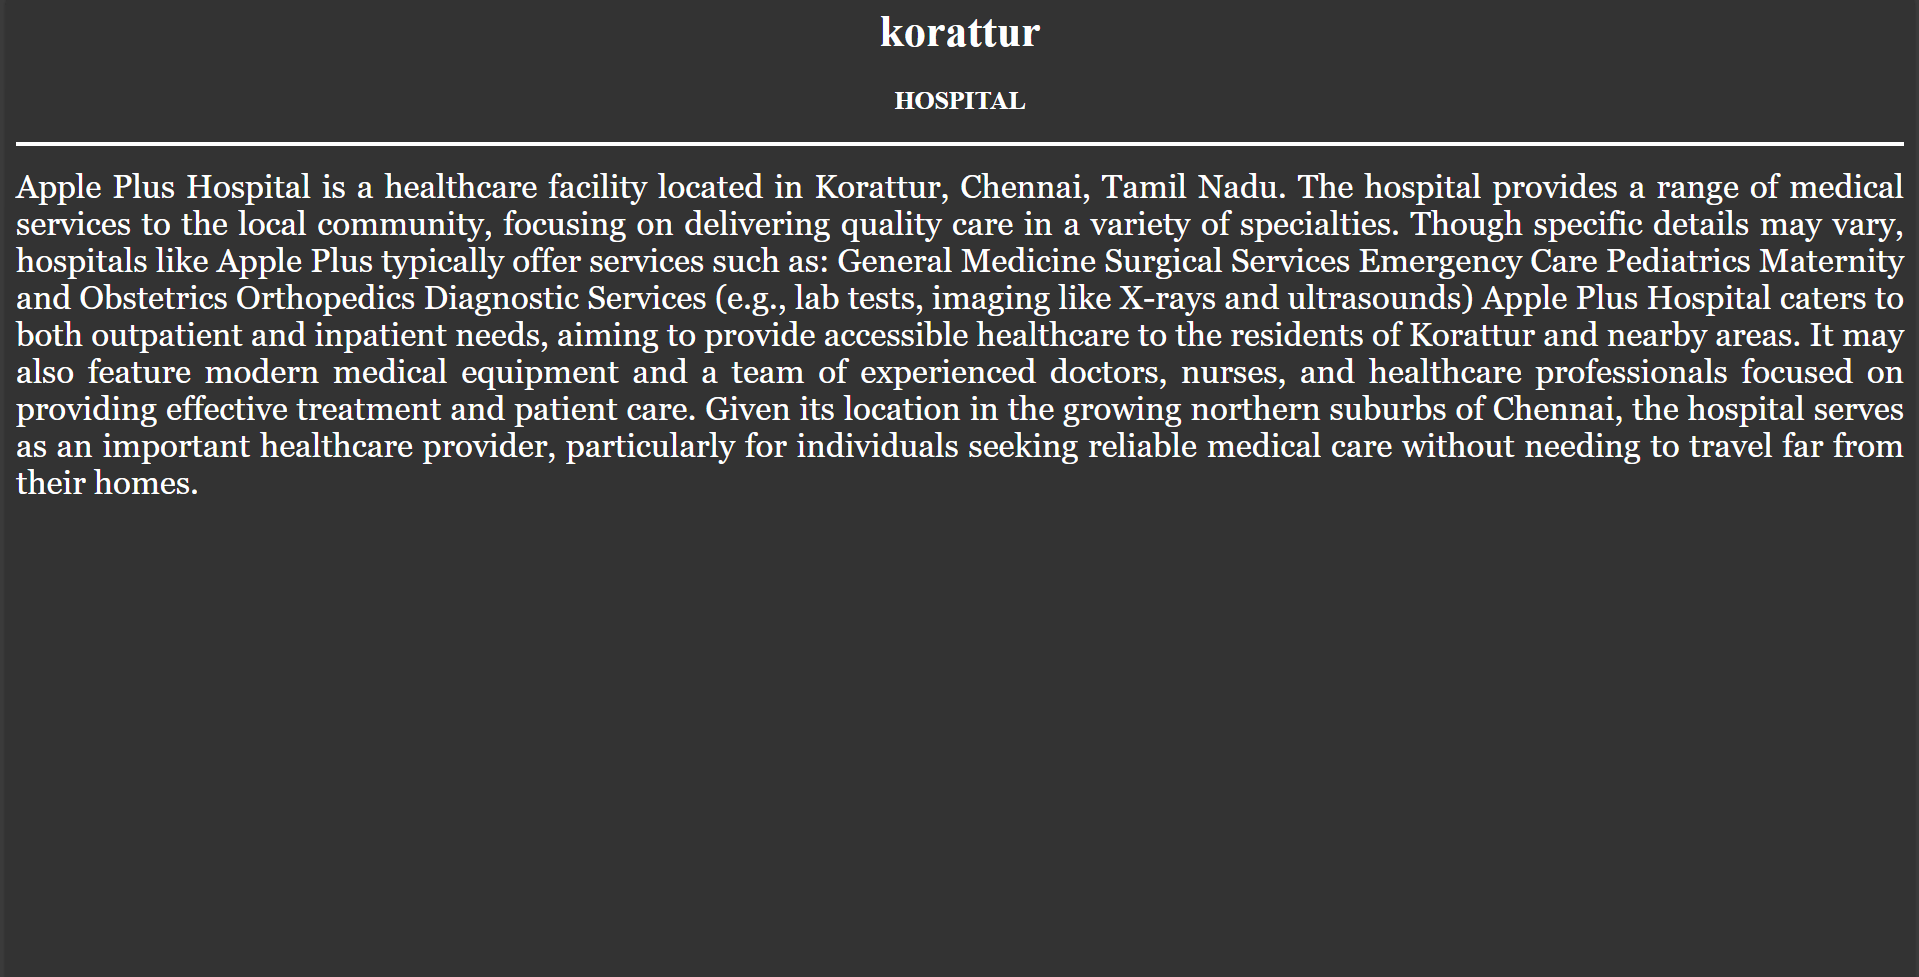 korattur
HOSPITAL
Apple Plus Hospital is a healthcare facility located in Korattur, Chennai, Tamil Nadu. The hospital provides a range of medical
services to the local community, focusing on delivering quality care in a variety of specialties. Though specific details may vary,
hospitals like Apple Plus typically offer services such as: General Medicine Surgical Services Emergency Care Pediatrics Maternity
and Obstetrics Orthopedics Diagnostic Services (e.g., lab tests, imaging like X-rays and ultrasounds) Apple Plus Hospital caters to
both outpatient and inpatient needs, aiming to provide accessible healthcare to the residents of Korattur and nearby areas. It may
also feature modern medical equipment and a team of experienced doctors, nurses, and healthcare professionals focused on
providing effective treatment and patient care. Given its location in the growing northern suburbs of Chennai, the hospital serves
as an important healthcare provider, particularly for individuals seeking reliable medical care without needing to travel far from
their homes.